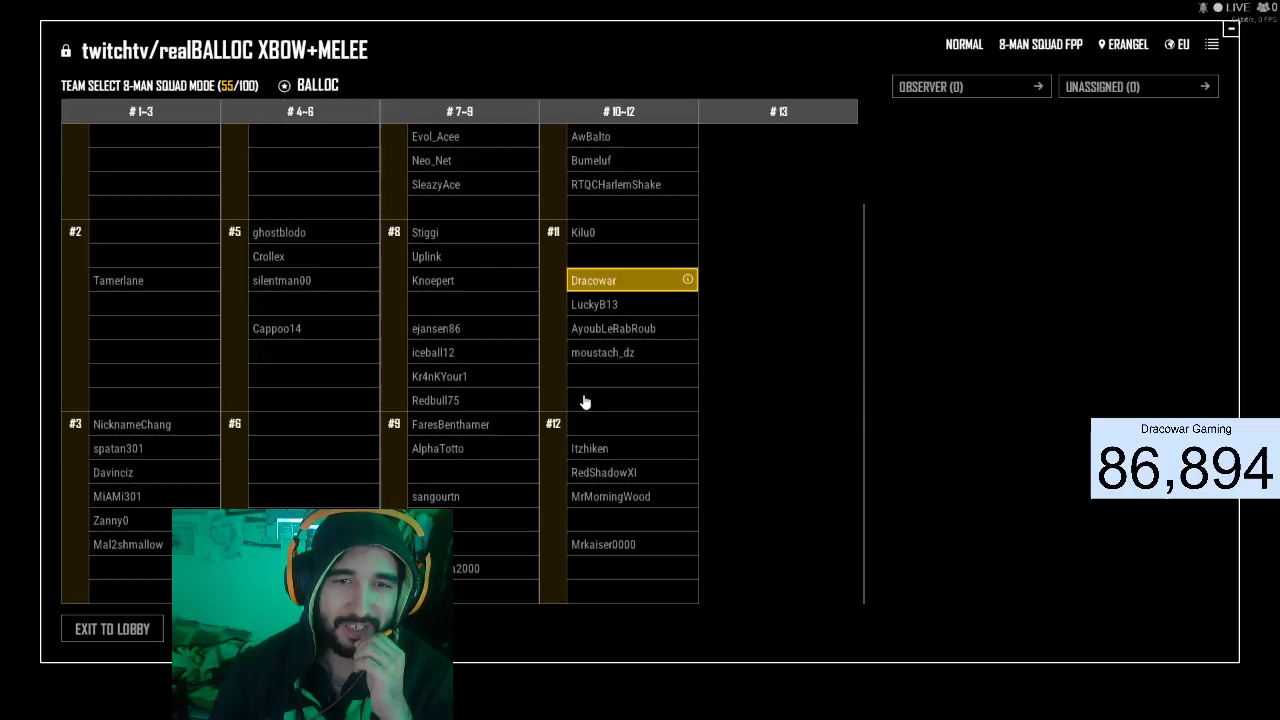 LIVE 0
twitchtv/realBALLOC XBOW+MELEE
NORMAL 8-MAN SQUAD FPP ERANGEL EU
TEAM SELECT 8-MAN SQUAD MODE (55/100) BALLOC
OBSERVER (0) UNASSIGNED (0)
# 1~3 # 4~6 # 7~9 # 10~12 # 13
Evol_Acee AwBalto
Neo_Net Bumeluf
SleazyAce RTQCHarlemShake
#2 #5 ghostblodo #8 Stiggi #11 Kilu0
Crollex Uplink
Tamerlane silentman00 Knoepert Dracowar
LuckyB13
Cappoo14 ejansen86 AyoubLeRabRoub
iceball12 moustach_dz
Kr4nKYour1
Redbull75
#3 NicknameChang #6 #9 FaresBenthamer #12
spatan301 AlphaTotto Itzhiken
Davinciz RedShadowXI
MiAMi301 sangourtn MrMorningWood
Zanny0
Mal2shmallow Mrkaiser0000
a2000
EXIT TO LOBBY
Dracowar Gaming
86,894